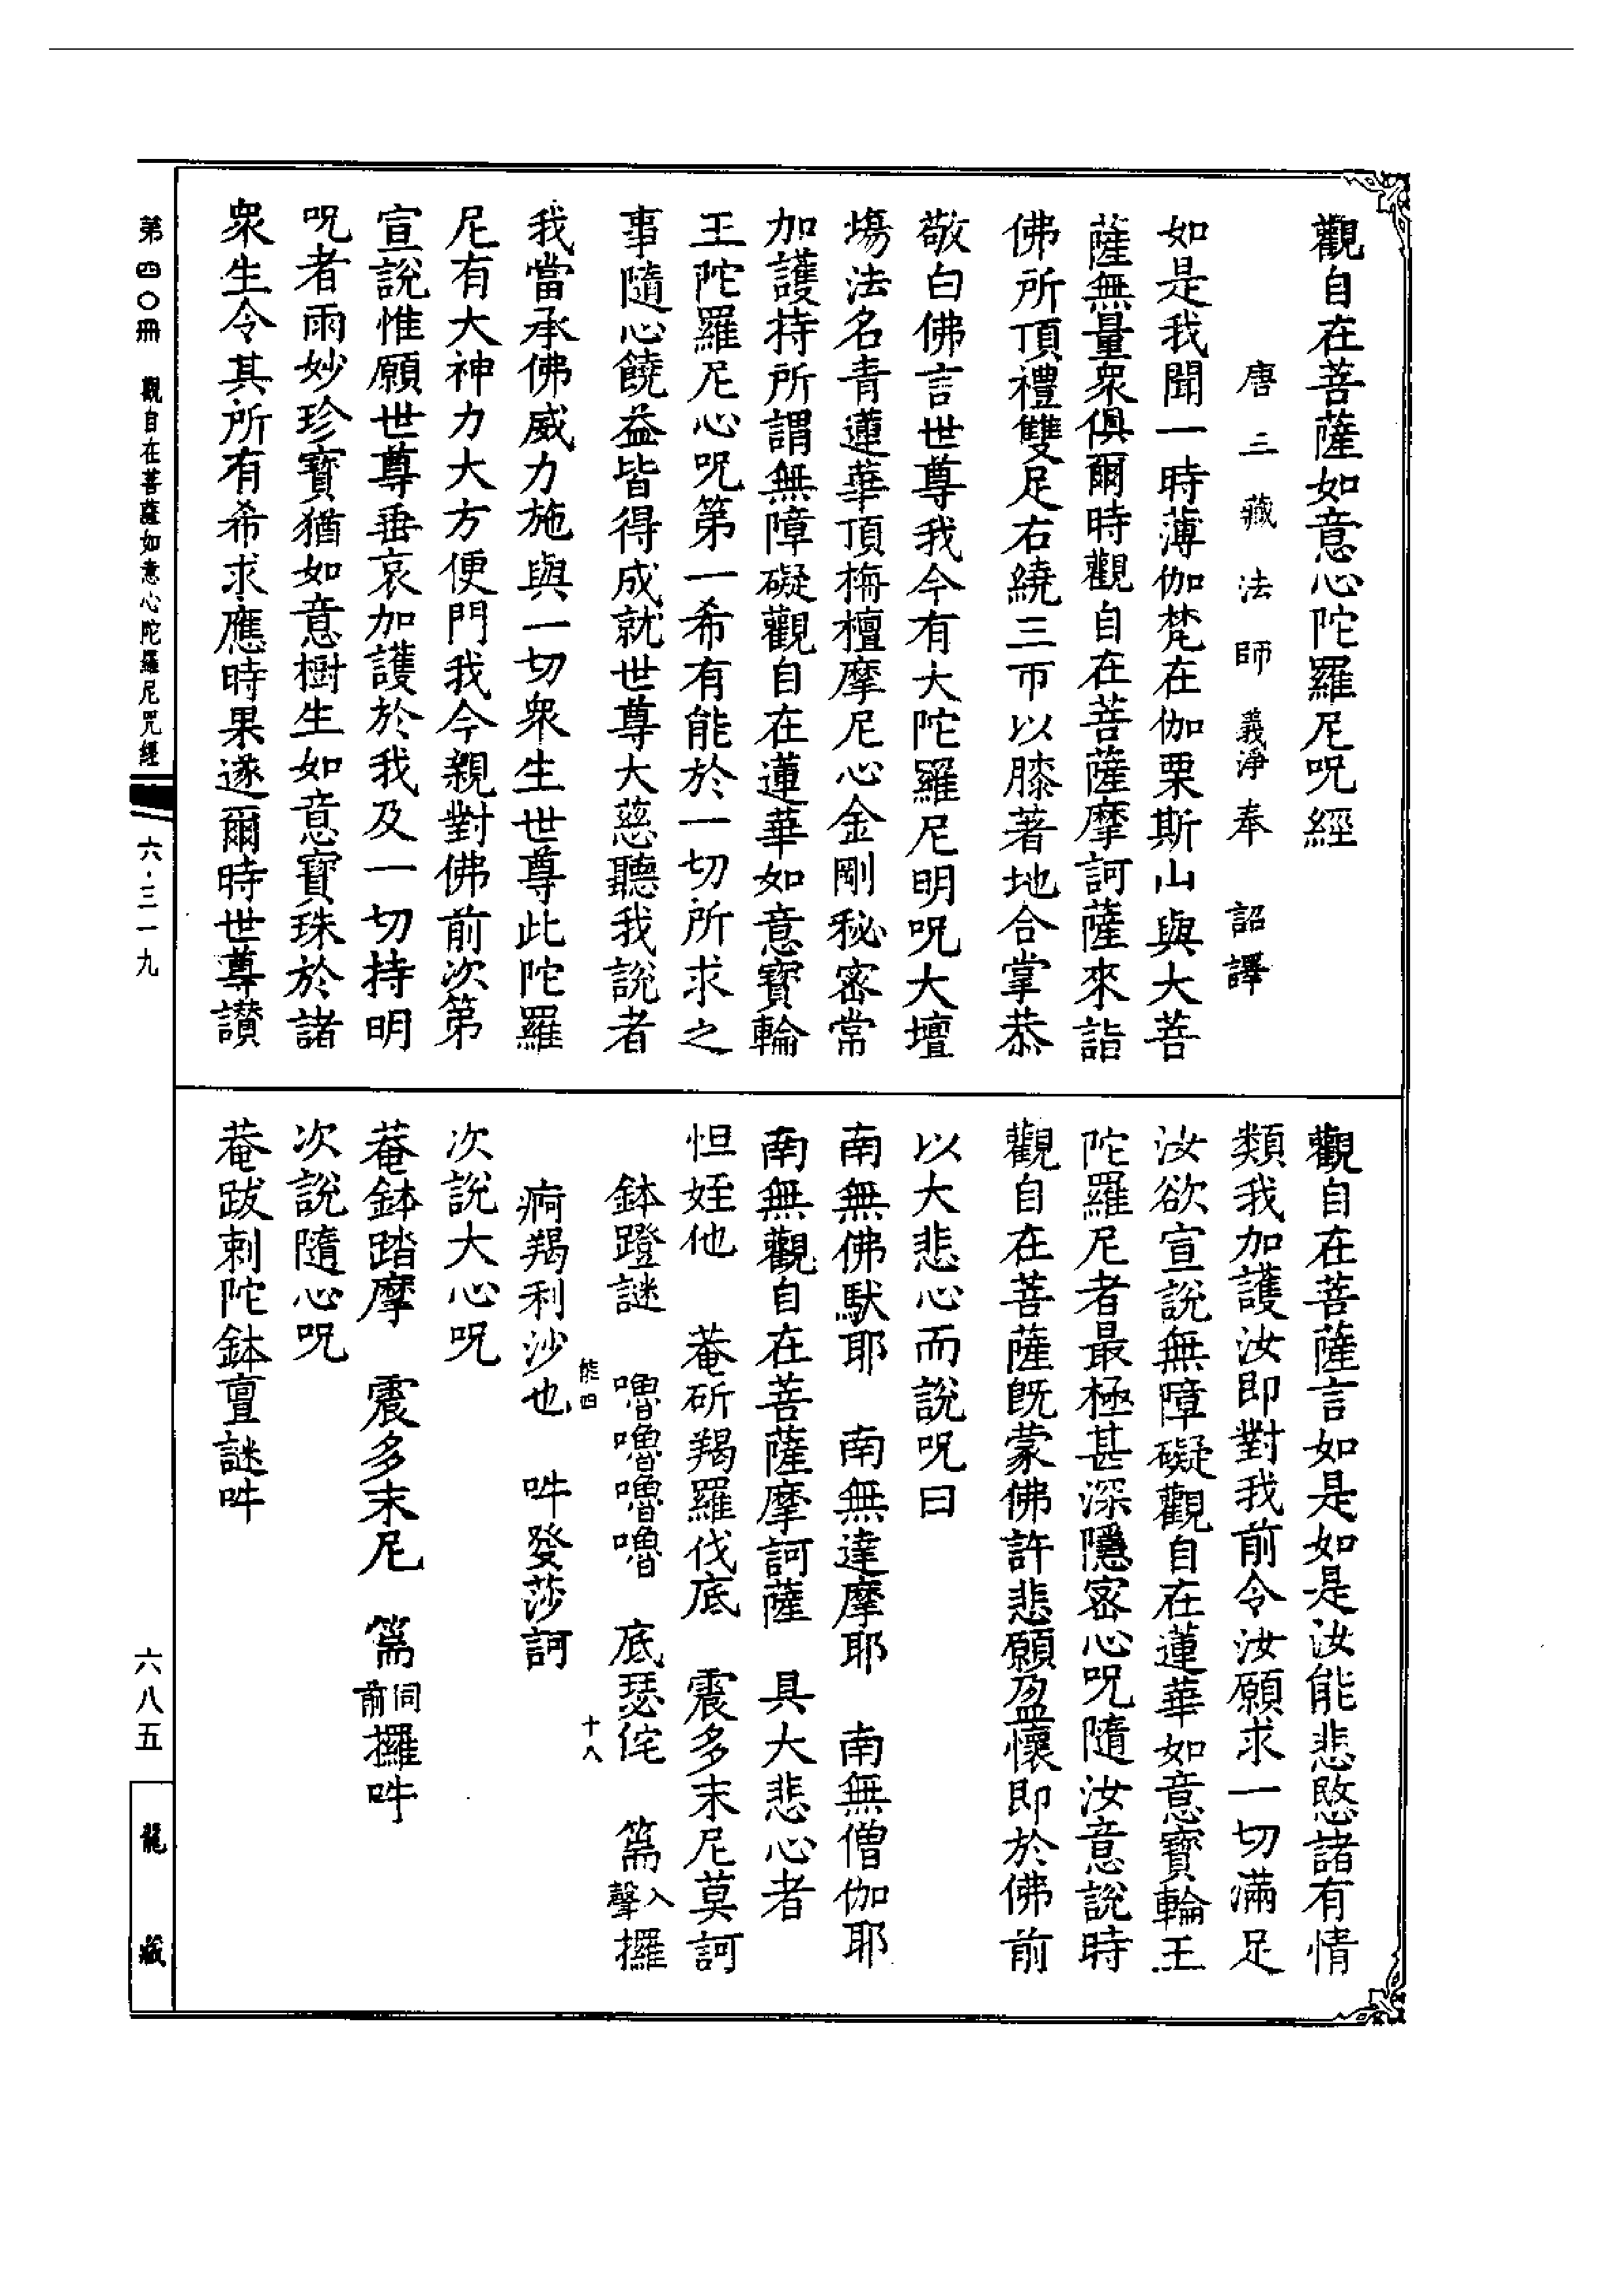 觀自在菩薩如意心陀羅尼呪經
唐三藏法師義淨奉 詔譯
如是我聞一時薄伽梵在伽栗斯山與大菩
薩無量衆俱爾時觀自在菩薩摩訶薩來詣
佛所頂禮雙足右繞三帀以膝著地合掌恭
敬白佛言世尊我今有大陀羅尼明呪大壇
塲法名青蓮華頂栴檀摩尼心金剛秘密常
加護持所謂無障礙觀自在蓮華如意寶輪
王陀羅尼心呪第一希有能於一切所求之
事隨心饒益皆得成就世尊大慈聽我說者
我當承佛威力施與一切衆生世尊此陀羅
尼有大神力大方便門我今親對佛前次第
宣說惟願世尊垂哀加護於我及一切持明
呪者雨妙珍寶猶如意樹生如意寶珠於諸
衆生令其所有希求應時果遂爾時世尊讃
觀自在菩薩言如是如是汝能悲愍諸有情
類我加護汝即對我前令汝願求一切滿足
汝欲宣說無障礙觀自在蓮華如意寶輪王
陀羅尼者最極甚深隱密心呪隨汝意說時
觀自在菩薩旣蒙佛許悲願盈懷即於佛前
以大悲心而說呪曰
南無佛馱耶 南無達摩耶 南無僧伽耶
南無觀自在菩薩摩訶薩 具大悲心者
怛姪他 菴斫羯羅伐底 震多末尼莫訶
鉢蹬謎 嚕嚕嚕嚕 底瑟侘 篅入聲攞
能四 十八
痾羯利沙也 吽癹莎訶
次說大心呪
菴鉢踏摩 震多末尼 篅同前攞吽
次說隨心呪
菴跋剌陀鉢亶謎吽
第四〇冊 觀自在菩薩如意心陀羅尼咒經
六·三一九
六八五
龍藏